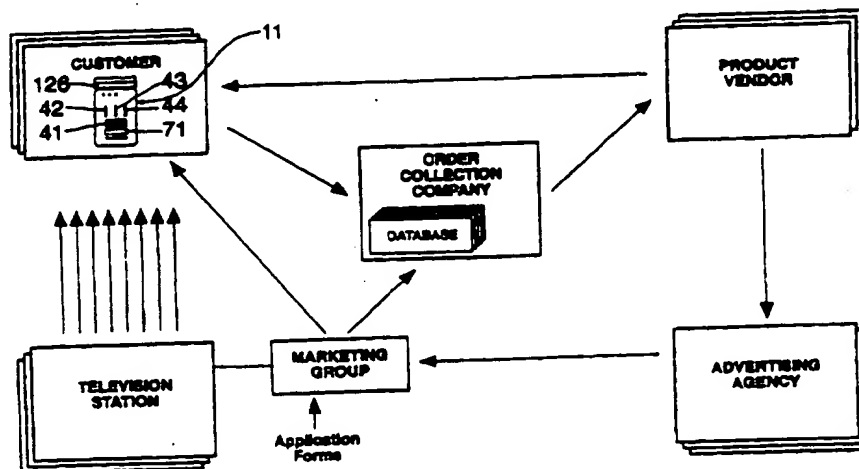 11
CUSTOMER
126
43
42
44
41
71
PRODUCT
VENDOR
ORDER
COLLECTION
COMPANY
DATABASE
TELEVISION
STATION
MARKETING
GROUP
ADVERTISING
AGENCY
Application
Forms